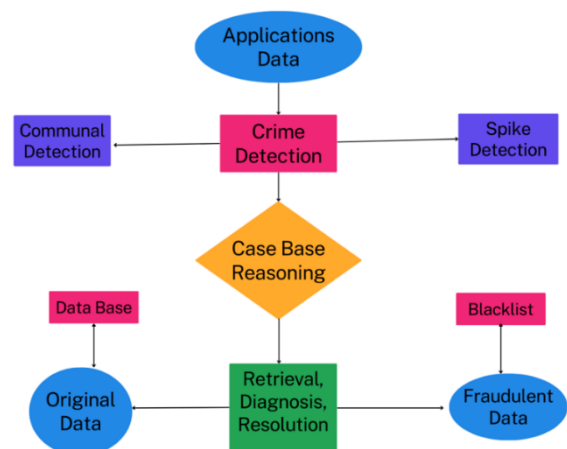 Applications
Data
Communal
Detection
Crime
Detection
Spike
Detection
Case Base
Reasoning
Data Base
Blacklist
Original
Data
Retrieval,
Diagnosis,
Resolution
Fraudulent
Data